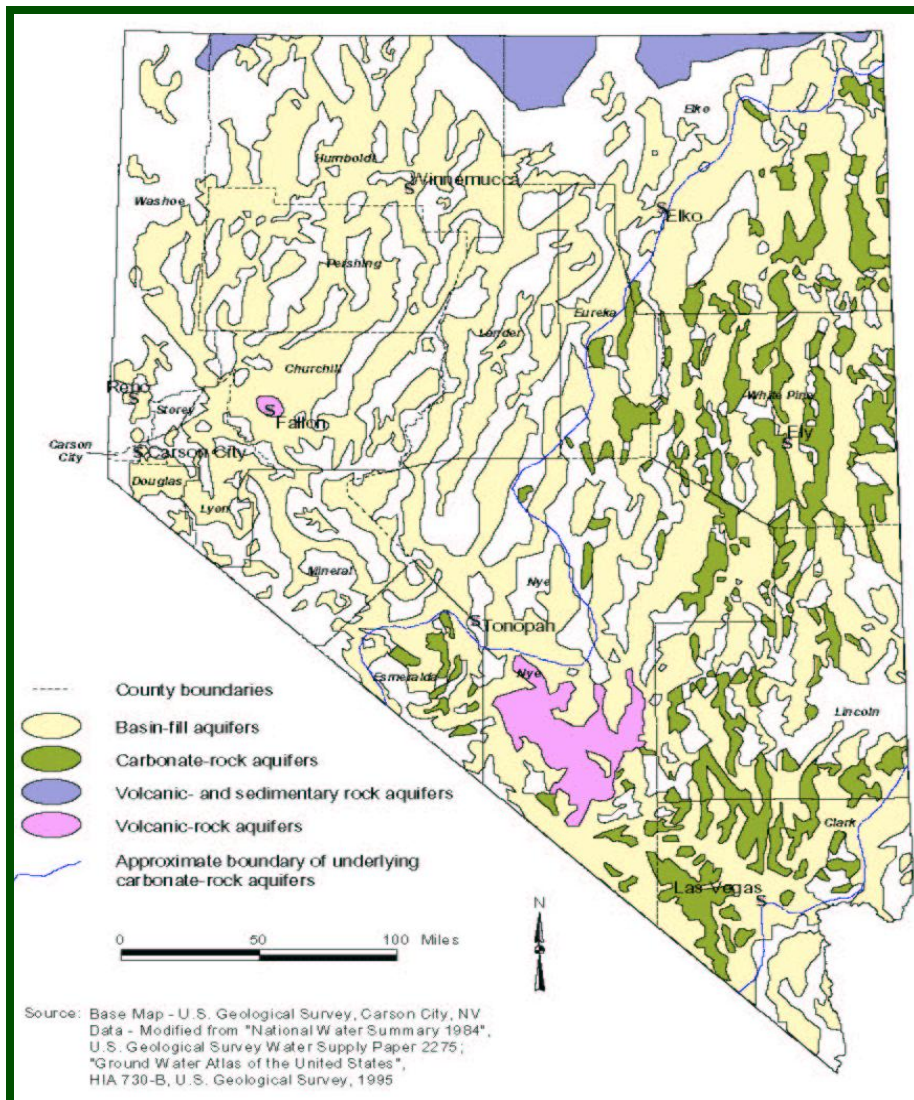 Elko
Humboldt
Winnemucca
S
Washoe
S
Elko
Pershing
Eureka
Lander
Churchill
Reno
S
White Pine
Storey
S
Fallon
Ely
S
Carson
City
S
Carson City
Douglas
Lyon
Mineral
Nye
S
Tonopah
Esmeralda
Nye
Lincoln
Clark
Las Vegas
S
County boundaries
Basin-fill aquifers
Carbonate-rock aquifers
Volcanic- and sedimentary rock aquifers
Volcanic-rock aquifers
Approximate boundary of underlying
carbonate-rock aquifers
N
0 50 100 Miles
Source: Base Map - U.S. Geological Survey, Carson City, NV
Data - Modified from "National Water Summary 1984",
U.S. Geological Survey Water Supply Paper 2275;
"Ground Water Atlas of the United States",
HIA 730-B, U.S. Geological Survey, 1995